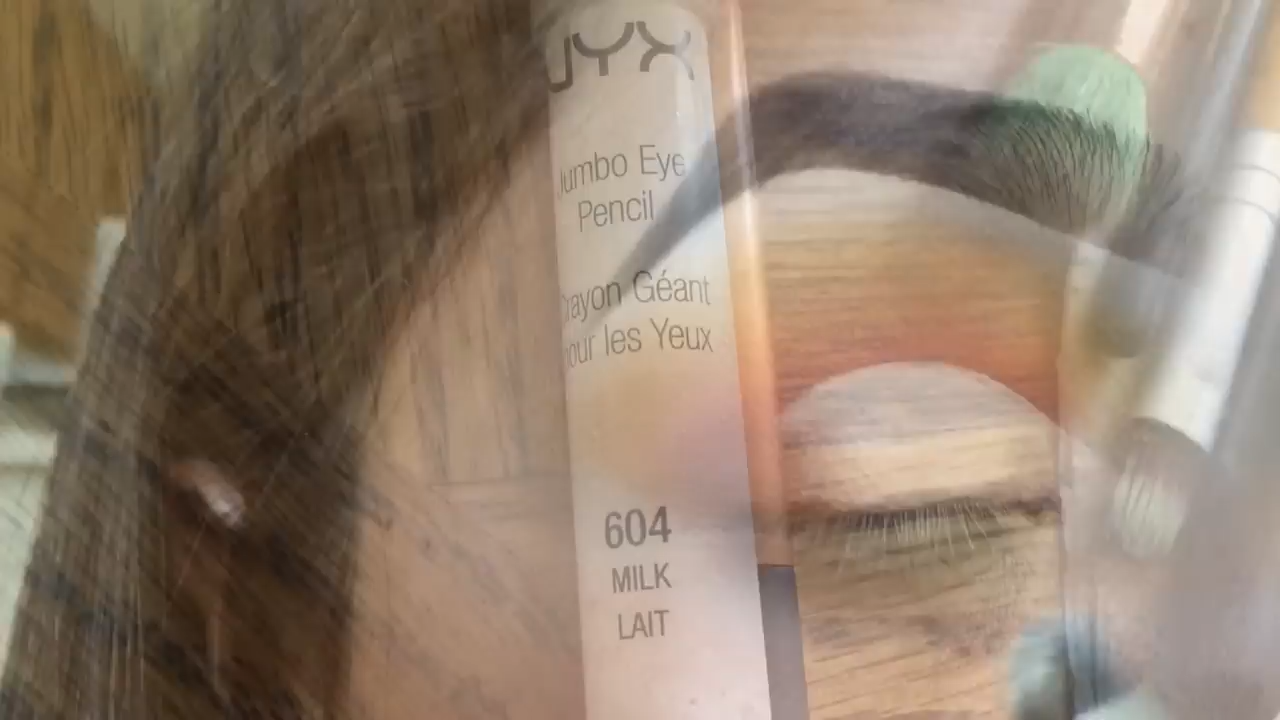 NYX
Jumbo Eye
Pencil
Crayon Géant
pour les Yeux
604
MILK
LAIT